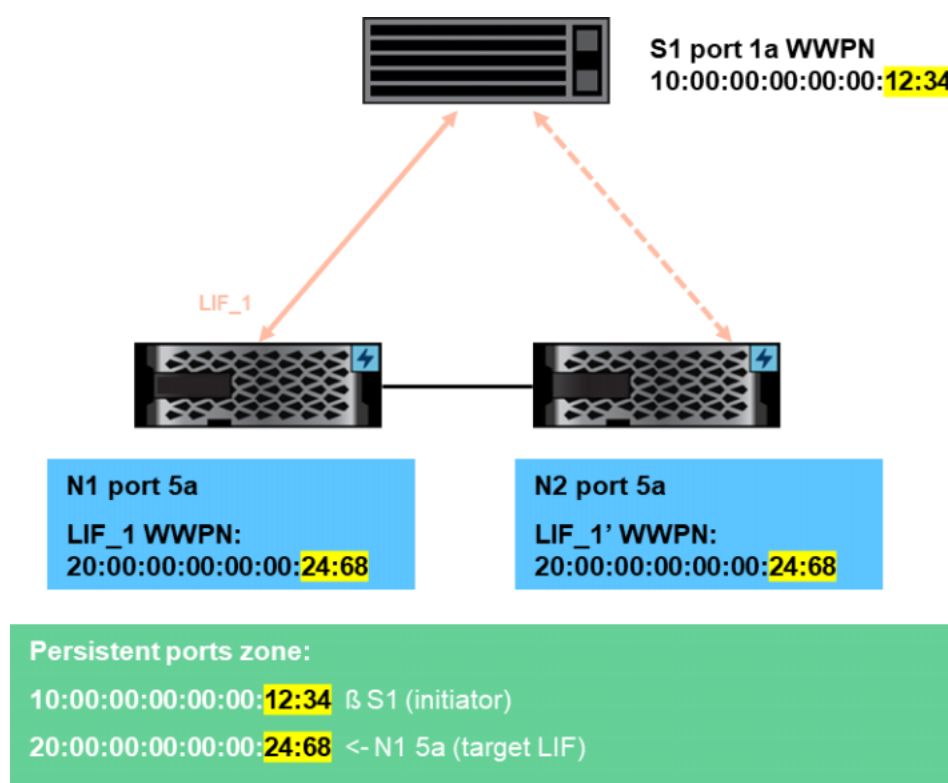 S1 port 1a WWPN
10:00:00:00:00:00:12:34
LIF_1
N1 port 5a
LIF_1 WWPN:
20:00:00:00:00:00:24:68
N2 port 5a
LIF_1’ WWPN:
20:00:00:00:00:00:24:68
Persistent ports zone:
10:00:00:00:00:00:12:34 ß S1 (initiator)
20:00:00:00:00:00:24:68 <- N1 5a (target LIF)